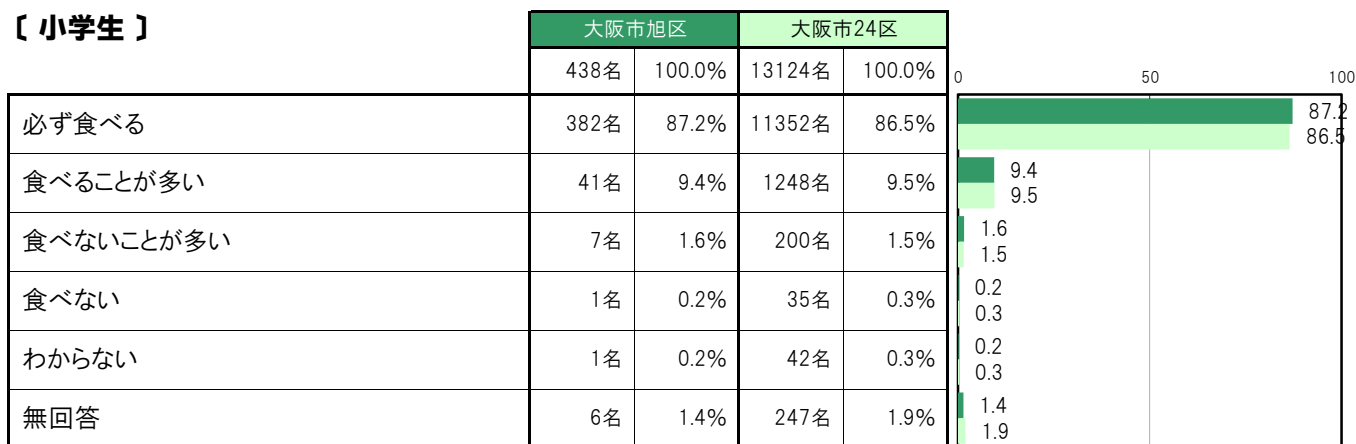 〔 小学生 〕
大阪市旭区 大阪市24区
438名 100.0% 13124名 100.0% 0 50 100
必ず食べる 382名 87.2% 11352名 86.5% 87.2
86.5
食べることが多い 41名 9.4% 1248名 9.5% 9.4
9.5
食べないことが多い 7名 1.6% 200名 1.5% 1.6
1.5
食べない 1名 0.2% 35名 0.3% 0.2
0.3
わからない 1名 0.2% 42名 0.3% 0.2
0.3
無回答 6名 1.4% 247名 1.9% 1.4
1.9